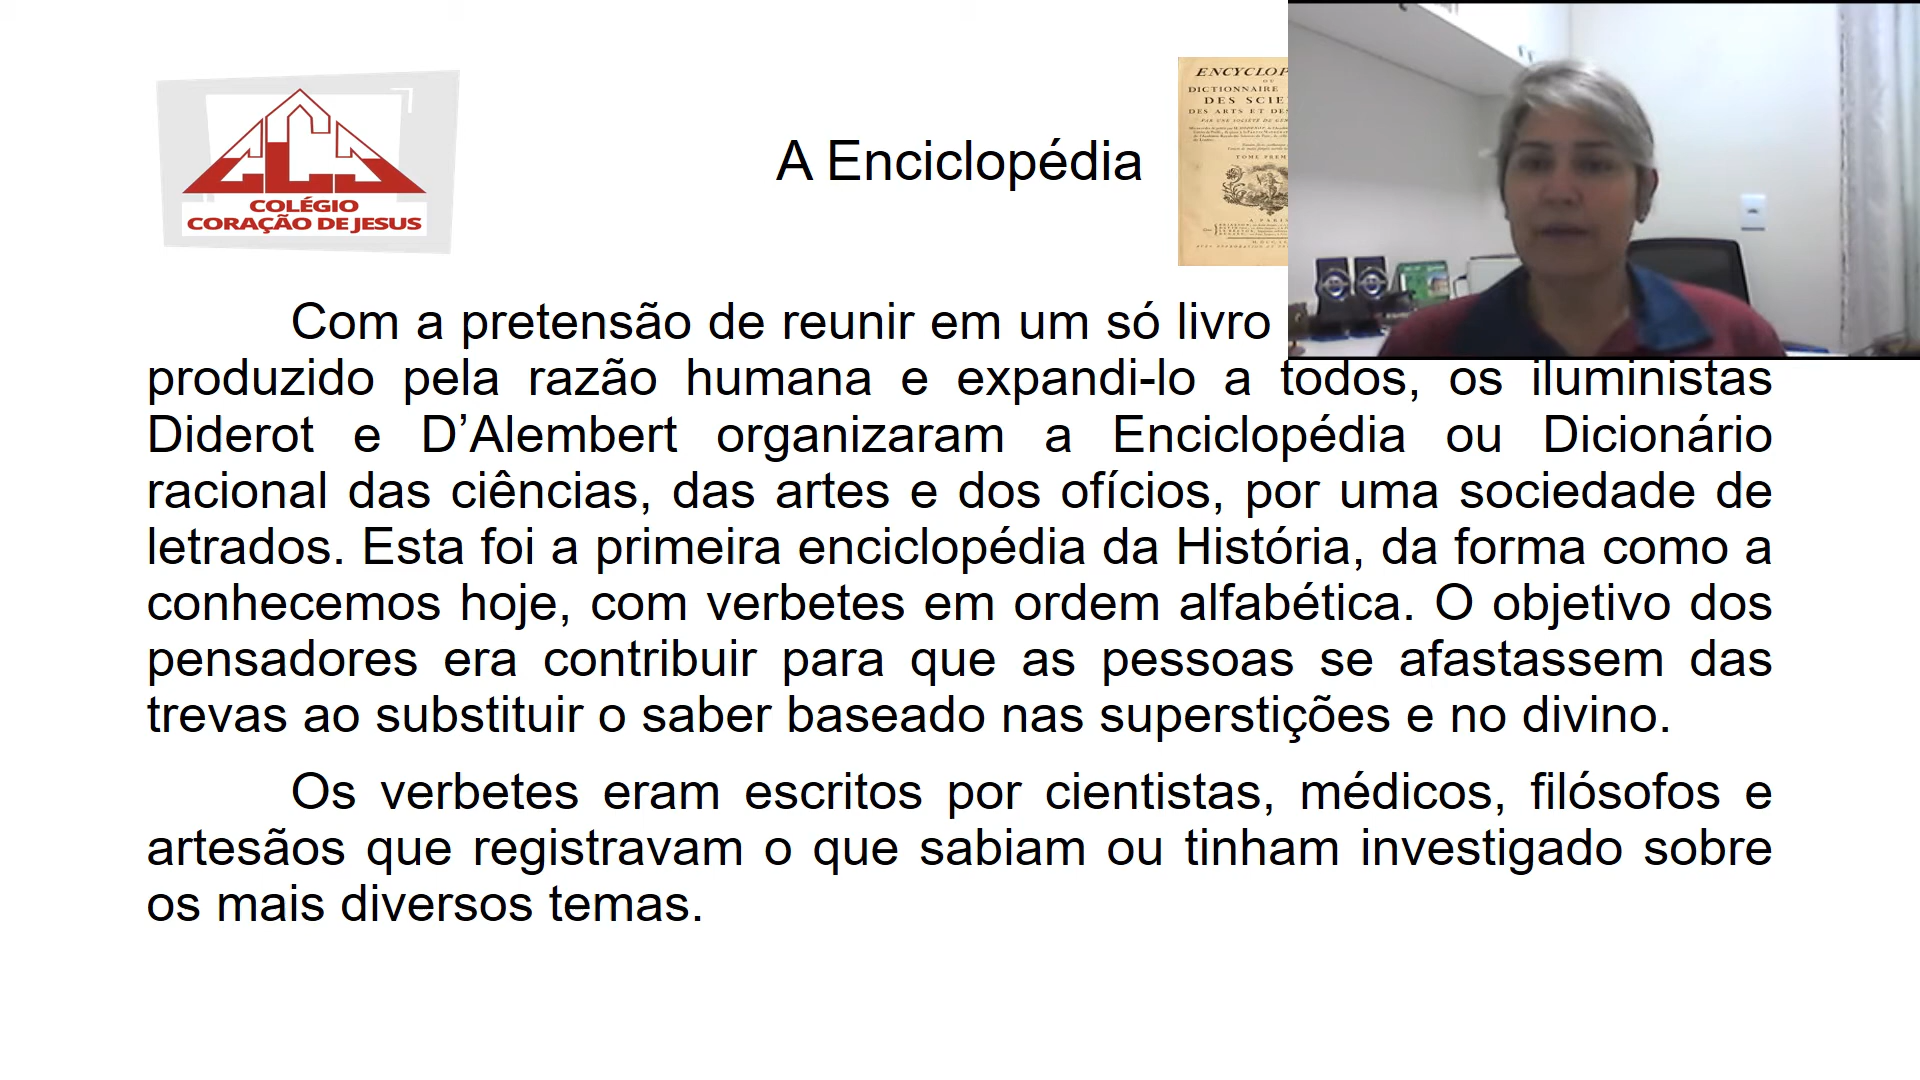 COLÉGIO
CORAÇÃO DE JESUS
A Enciclopédia
ENCYCLOP
OU
DICTIONNAIRE
DES SCIE
DES ARTS ET DE
TOME PREM
A PARI
Com a pretensão de reunir em um só livro
produzido pela razão humana e expandi-lo a todos, os iluministas
Diderot e D’Alembert organizaram a Enciclopédia ou Dicionário
racional das ciências, das artes e dos ofícios, por uma sociedade de
letrados. Esta foi a primeira enciclopédia da História, da forma como a
conhecemos hoje, com verbetes em ordem alfabética. O objetivo dos
pensadores era contribuir para que as pessoas se afastassem das
trevas ao substituir o saber baseado nas superstições e no divino.
Os verbetes eram escritos por cientistas, médicos, filósofos e
artesãos que registravam o que sabiam ou tinham investigado sobre
os mais diversos temas.